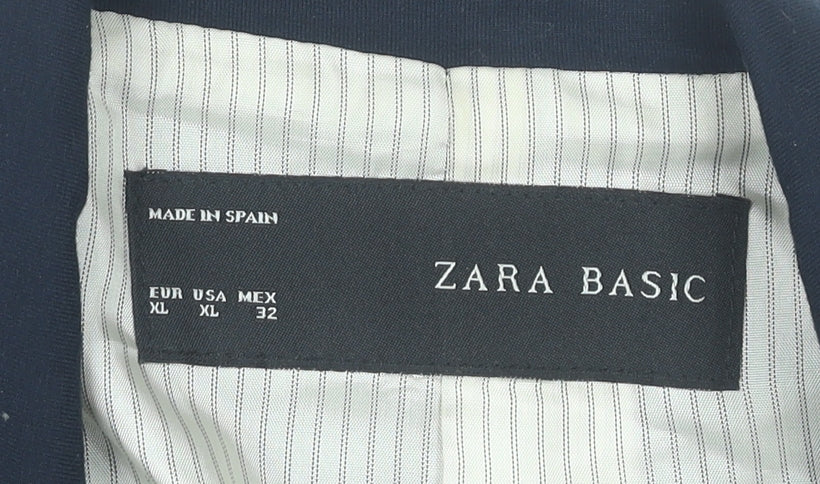 MADE IN SPAIN
ZARA BASIC
EUR USA MEX
XL XL 32